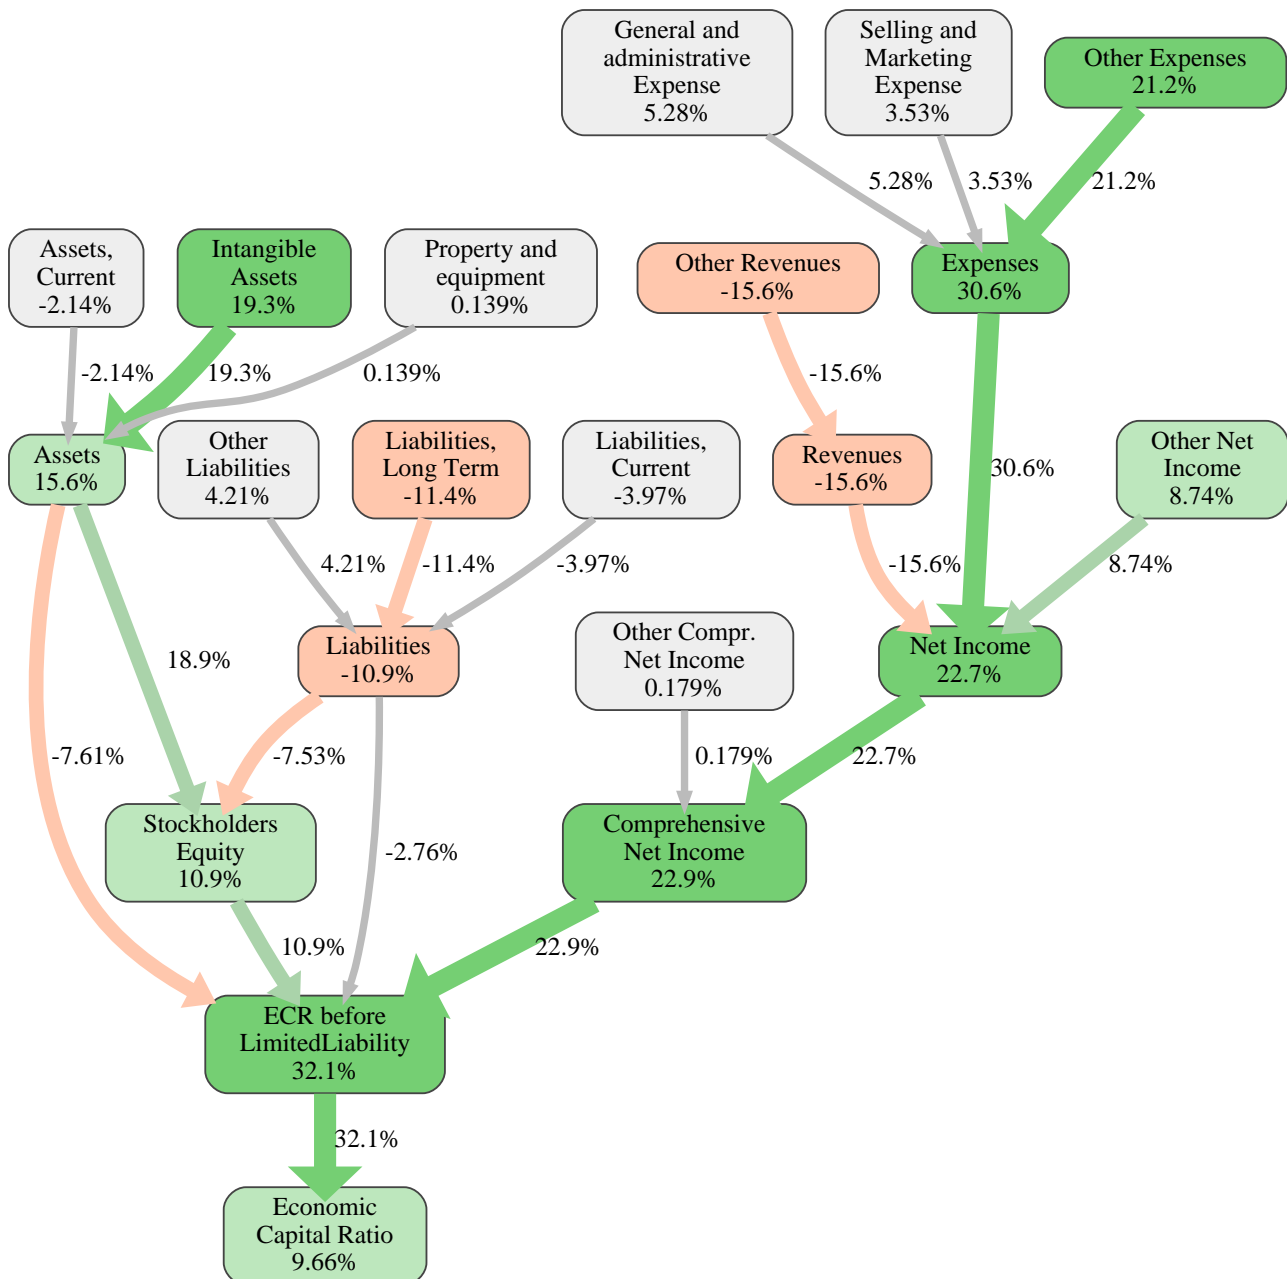 General and
administrative
Expense
5.28%
Selling and
Marketing
Expense
3.53%
Other Expenses
21.2%
5.28%
3.53%
21.2%
Assets,
Current
-2.14%
Intangible
Assets
19.3%
Property and
equipment
0.139%
Other Revenues
-15.6%
Expenses
30.6%
-2.14%
19.3%
0.139%
-15.6%
Assets
15.6%
Other
Liabilities
4.21%
Liabilities,
Long Term
-11.4%
Liabilities,
Current
-3.97%
Revenues
-15.6%
30.6%
Other Net
Income
8.74%
4.21%
-11.4%
-3.97%
-15.6%
8.74%
18.9%
Liabilities
-10.9%
Other Compr.
Net Income
0.179%
Net Income
22.7%
-7.61%
-7.53%
0.179%
22.7%
Stockholders
Equity
10.9%
-2.76%
Comprehensive
Net Income
22.9%
10.9%
22.9%
ECR before
LimitedLiability
32.1%
32.1%
Economic
Capital Ratio
9.66%